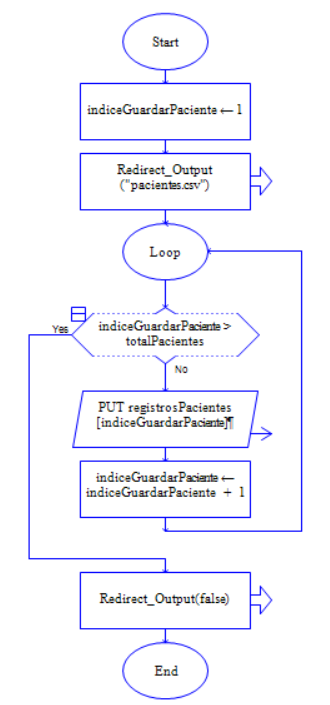 Start
indiceGuardarPaciente ← 1
Redirect_Output
("pacientes.csv")
Loop
indiceGuardarPaciente >
totalPacientes
Yes
No
PUT registrosPacientes
[indiceGuardarPaciente]¶
indiceGuardarPaciente ←
indiceGuardarPaciente + 1
Redirect_Output(false)
End